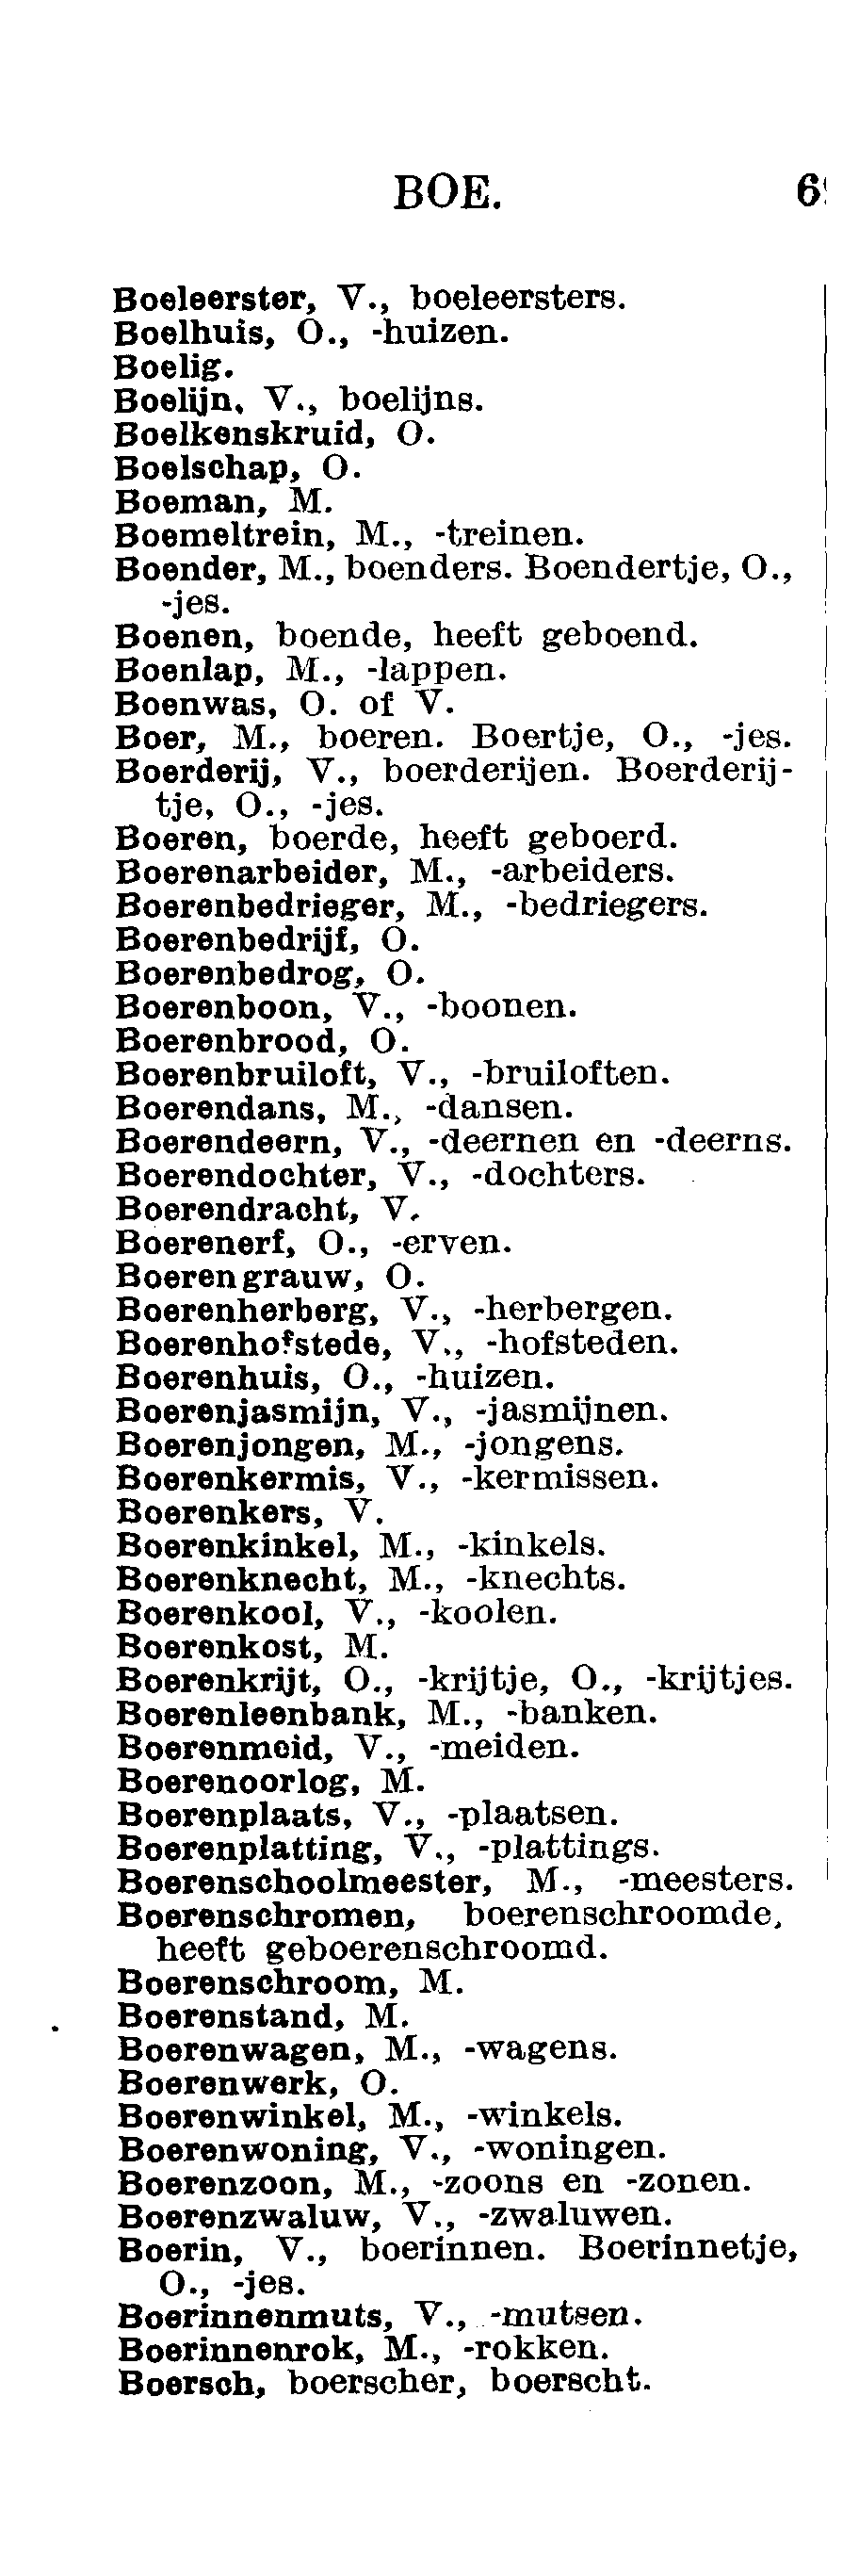 BOE.
Boeleerster, V., boeleersters.
Boelhuis, O., -huizen.
Boelig.
Boelijn, V., boelijns.
Boelkenskruid, O.
Boelschap, O.
Boeman, M.
Boemeltrein, M., -treinen.
Boender, M., boenders. Boendertje, O.,
-jes.
Boenen, boende, heeft geboend.
Boenlap, M., -lappen.
Boenwas, O. of V.
Boer, M., boeren. Boertje, O., -jes.
Boerderij, V., boerderijen. Boerderij-
tje, O., -jes.
Boeren, boerde, heeft geboerd.
Boerenarbeider, M., -arbeiders.
Boerenbedrieger, M., -bedriegers.
Boerenbedrijf, O.
Boerenbedrog, O.
Boerenboon, V., -boonen.
Boerenbrood, O.
Boerenbruiloft, V., -bruiloften.
Boerendans, M., -dansen.
Boerendeern, V., -deernen en -deerns.
Boerendochter, V., -dochters.
Boerendracht, V.
Boerenerf, O., -erven.
Boerengrauw, O.
Boerenherberg, V., -herbergen.
Boerenhofstede, V., -hofsteden.
Boerenhuis, O., -huizen.
Boerenjasmijn, V., -jasmijnen.
Boerenjongen, M., -jongens.
Boerenkermis, V., -kermissen.
Boerenkers, V.
Boerenkinkel, M., -kinkels.
Boerenknecht, M., -knechts.
Boerenkool, V., -koolen.
Boerenkost, M.
Boerenkrijt, O., -krijtje, O., -krijtjes.
Boerenleenbank, M., -banken.
Boerenmeid, V., -meiden.
Boerenoorlog, M.
Boerenplaats, V., -plaatsen.
Boerenplatting, V., -plattings.
Boerenschoolmeester, M., -meesters.
Boerenschromen, boerenschroomde,
heeft geboerenschroomd.
Boerenschroom, M.
Boerenstand, M.
Boerenwagen, M., -wagens.
Boerenwerk, O.
Boerenwinkel, M., -winkels.
Boerenwoning, V., -woningen.
Boerenzoon, M., -zoons en -zonen.
Boerenzwaluw, V., -zwaluwen.
Boerin, V., boerinnen. Boerinnetje,
O., -jes.
Boerinnenmuts, V., -mutsen.
Boerinnenrok, M., -rokken.
Boersch, boerscher, boerscht.